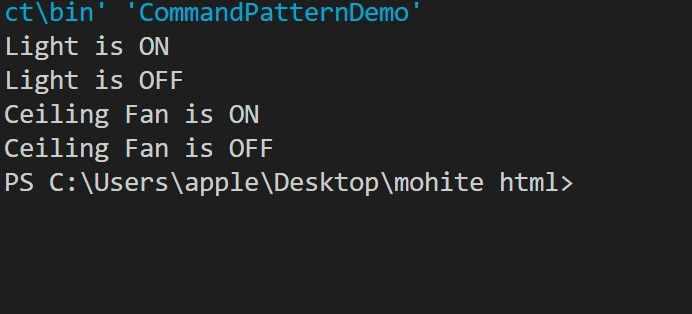 ct\bin' 'CommandPatternDemo'
Light is ON
Light is OFF
Ceiling Fan is ON
Ceiling Fan is OFF
PS C:\Users\apple\Desktop\mohite html>